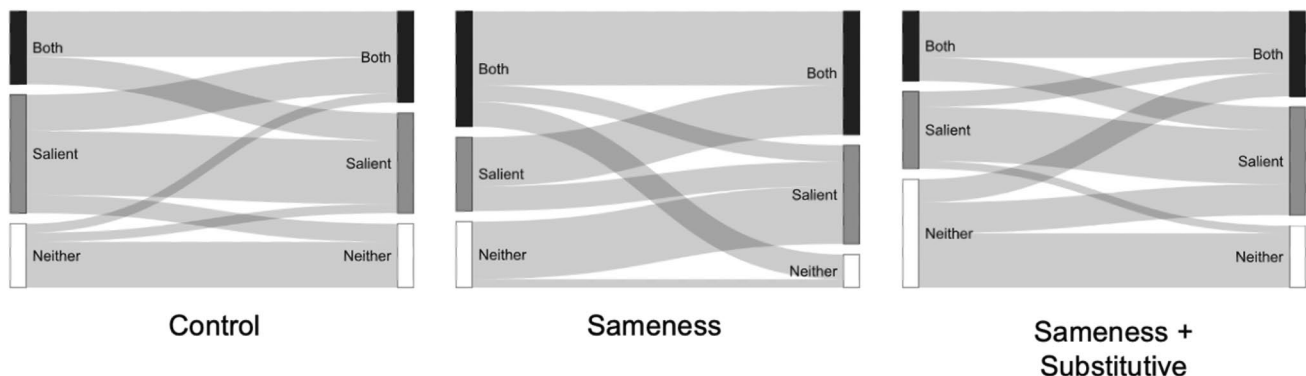 Both
Salient
Neither
Both
Salient
Neither
Control
Both
Salient
Neither
Both
Salient
Neither
Sameness
Both
Salient
Neither
Both
Salient
Neither
Sameness +
Substitutive